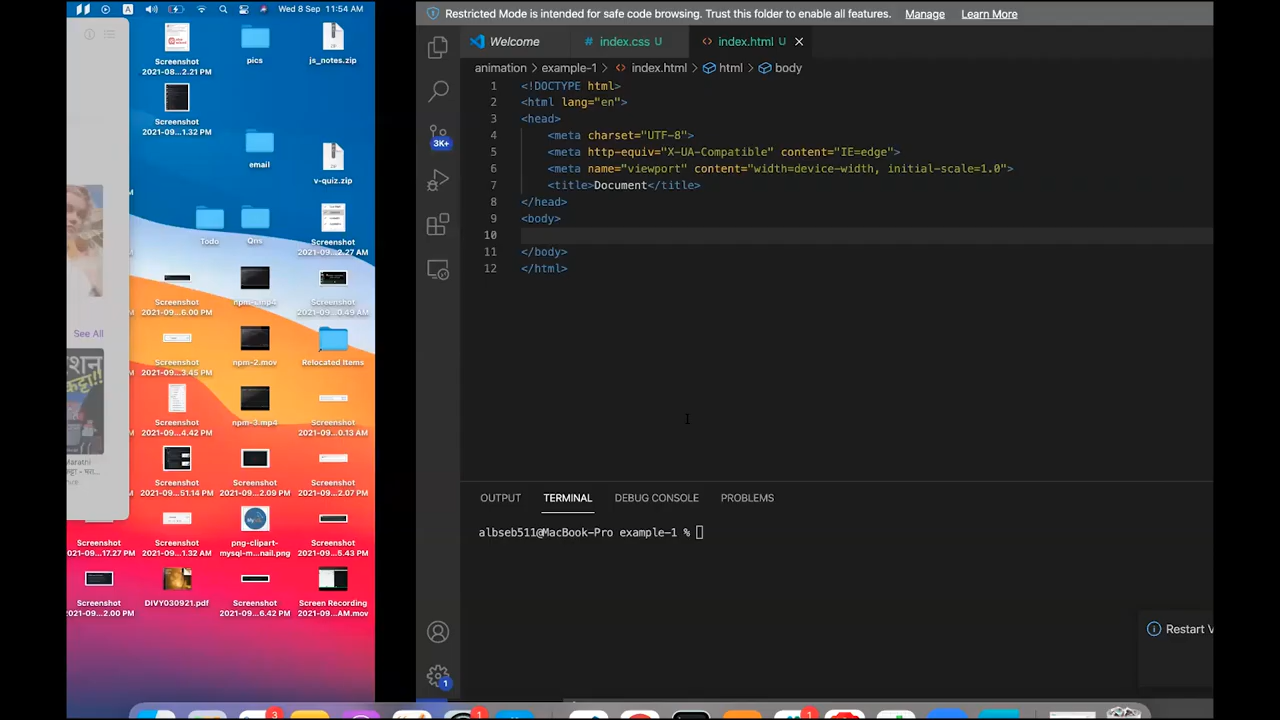 Wed 8 Sep 11:54 AM
Screenshot
2021-08...2.21 PM
pics
js_notes.zip
Screenshot
2021-09...1.32 PM
email
v-quiz.zip
Todo
Qns
Screenshot
2021-09...2.27 AM
Screenshot
2021-09...6.00 PM
Screenshot
2021-09...0.49 AM
See All
Screenshot
2021-09...3.45 PM
npm-2.mov
Relocated Items
Screenshot
2021-09...4.42 PM
npm-3.mp4
Screenshot
2021-09...0.13 AM
Screenshot
2021-09...51.14 PM
Screenshot
2021-09...2.09 PM
Screenshot
2021-09...2.07 PM
2021-09...17.27 PM
Screenshot
2021-09...1.32 AM
png-clipart-
mysql-m...nail.png
Screenshot
2021-09...5.43 PM
Screenshot
2021-09...2.00 PM
DIVY030921.pdf
Screenshot
2021-09...6.42 PM
Screen Recording
2021-09...AM.mov
Restricted Mode is intended for safe code browsing. Trust this folder to enable all features. Manage Learn More
Welcome # index.css U <> index.html U ×
animation > example-1 > <> index.html > html > body
1 <!DOCTYPE html>
2 <html lang="en">
3 <head>
4 <meta charset="UTF-8">
5 <meta http-equiv="X-UA-Compatible" content="IE=edge">
6 <meta name="viewport" content="width=device-width, initial-scale=1.0">
7 <title>Document</title>
8 </head>
9 <body>
10
11 </body>
12 </html>
3K+
OUTPUT TERMINAL DEBUG CONSOLE PROBLEMS
albseb511@MacBook-Pro example-1 %
Restart V
1
3 1 1